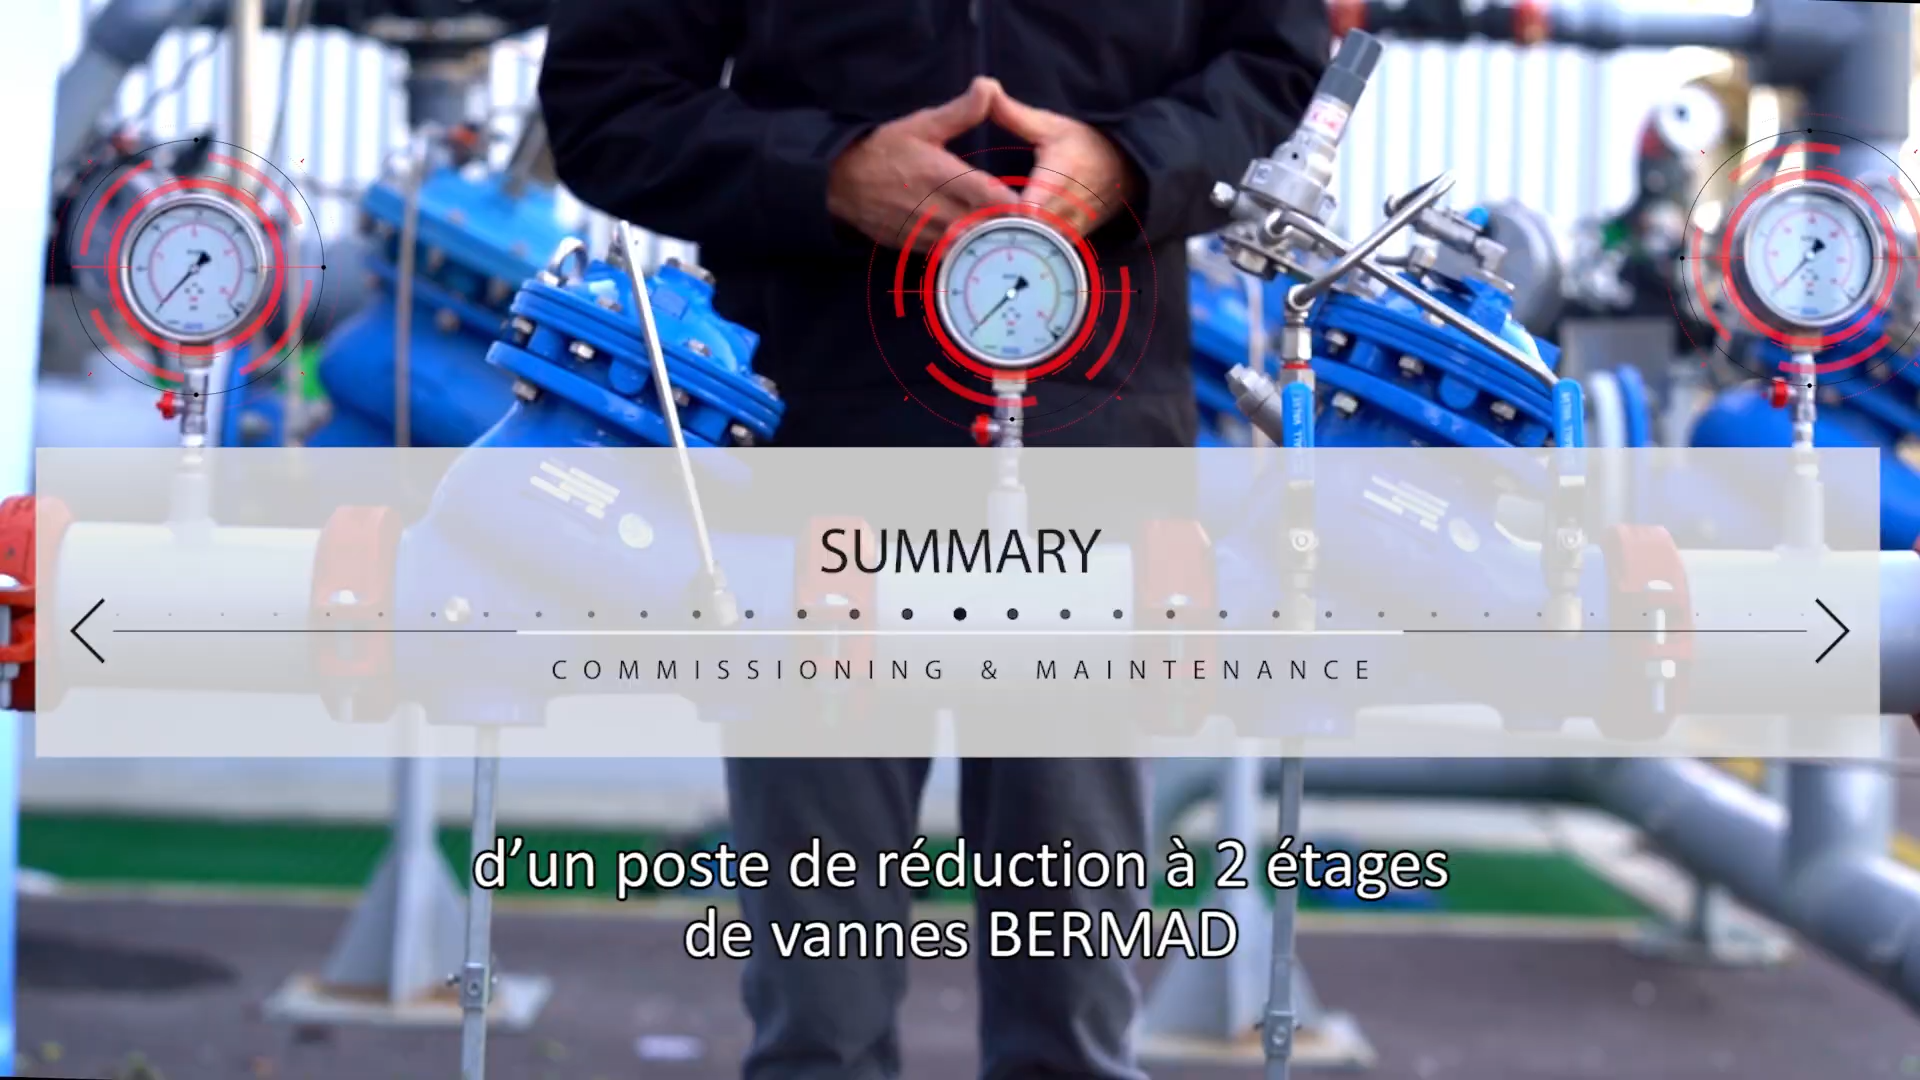 SUMMARY
COMMISSIONING & MAINTENANCE
d’un poste de réduction à 2 étages
de vannes BERMAD